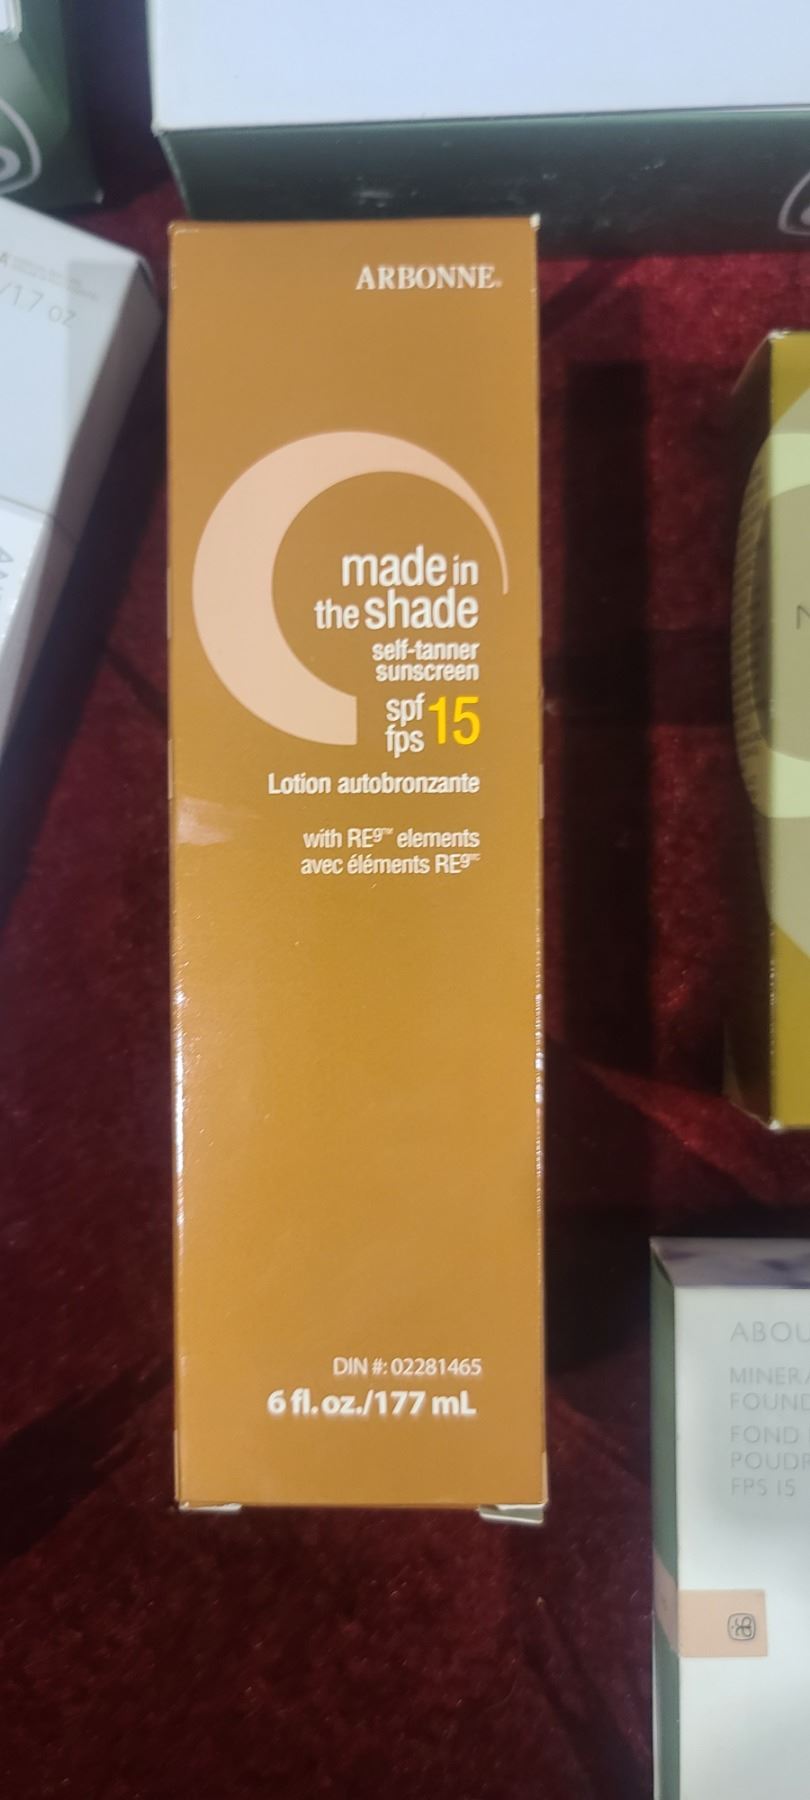 ARBONNE.
made in
the shade
self-tanner
sunscreen
spf
fps 15
Lotion autobronzante
with RE9™ elements
avec éléments RE9ᴹᶜ
DIN #: 02281465
6 fl. oz./177 mL
/1.7 oz
MINERA
FOUND
FOND
POUDR
FPS 15
ABOU